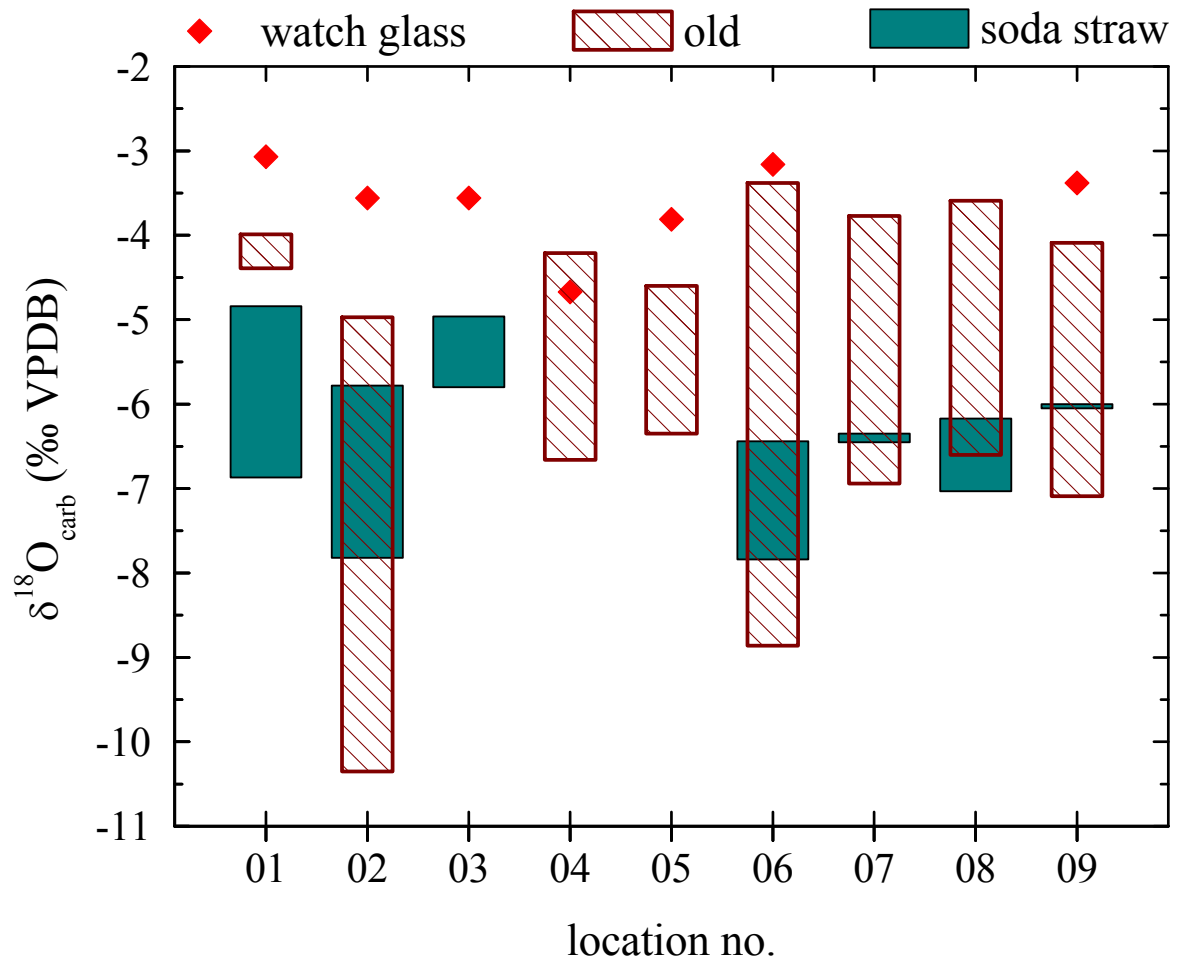 watch glass old soda straw
-2
-3
-4
-5
-6
-7
-8
-9
-10
-11
δ¹⁸O_carb (‰ VPDB)
01 02 03 04 05 06 07 08 09
location no.